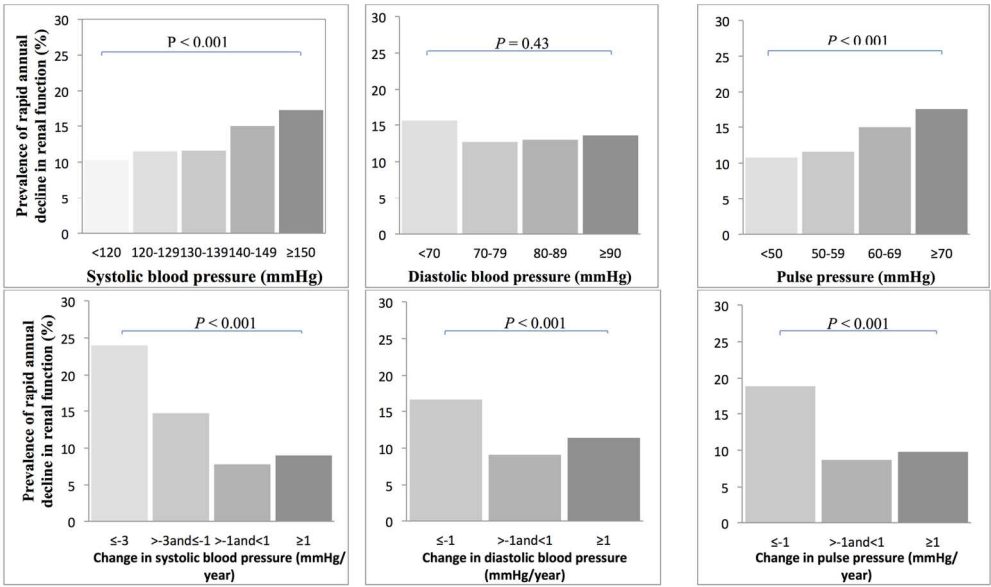 Prevalence of rapid annual
decline in renal function (%)
30
25
20
15
10
5
0
P < 0.001
<120 120-129 130-139 140-149 ≥150
Systolic blood pressure (mmHg)
30
25
20
15
10
5
0
P = 0.43
<70 70-79 80-89 ≥90
Diastolic blood pressure (mmHg)
30
25
20
15
10
5
0
P < 0.001
<50 50-59 60-69 ≥70
Pulse pressure (mmHg)
Prevalence of rapid annual
decline in renal function (%)
30
25
20
15
10
5
0
P < 0.001
≤-3 >-3and≤-1 >-1and<1 ≥1
Change in systolic blood pressure (mmHg/
year)
30
25
20
15
10
5
0
P < 0.001
≤-1 >-1and<1 ≥1
Change in diastolic blood pressure
(mmHg/year)
30
25
20
15
10
5
0
P < 0.001
≤-1 >-1and<1 ≥1
Change in pulse pressure (mmHg/
year)